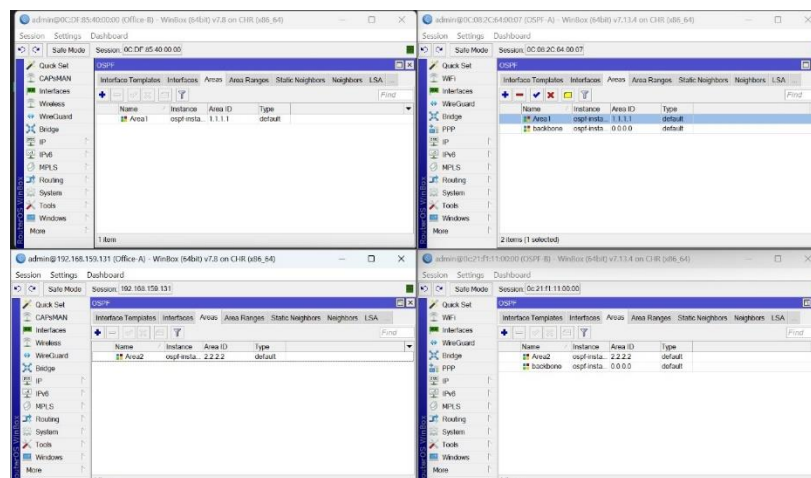 admin@0C:DF:85:40:00:00 (Office-B) - WinBox (64bit) v7.8 on CHR (x86_64)
Session Settings Dashboard
Safe Mode Session: 0C:DF:85:40:00:00
Quick Set
CAPsMAN
Interfaces
Wireless
WireGuard
Bridge
PPP
IP
IPv6
MPLS
Routing
System
Tools
Windows
More
RouterOS WinBox
OSPF
Interface Templates Interfaces Areas Area Ranges Static Neighbors Neighbors LSA ...
Find
Name Instance Area ID Type
Area1 ospf-insta... 1.1.1.1 default
1 item
admin@0C:08:2C:64:00:07 (OSPF-A) - WinBox (64bit) v7.13.4 on CHR (x86_64)
Session Settings Dashboard
Safe Mode Session: 0C:08:2C:64:00:07
Quick Set
WiFi
Interfaces
WireGuard
Bridge
PPP
IP
IPv6
MPLS
Routing
System
Tools
Windows
More
RouterOS WinBox
OSPF
Interface Templates Interfaces Areas Area Ranges Static Neighbors Neighbors LSA ...
Find
Name Instance Area ID Type
Area1 ospf-insta... 1.1.1.1 default
backbone ospf-insta... 0.0.0.0 default
2 items (1 selected)
admin@192.168.159.131 (Office-A) - WinBox (64bit) v7.8 on CHR (x86_64)
Session Settings Dashboard
Safe Mode Session: 192.168.159.131
Quick Set
CAPsMAN
Interfaces
Wireless
WireGuard
Bridge
PPP
IP
IPv6
MPLS
Routing
System
Tools
Windows
More
RouterOS WinBox
OSPF
Interface Templates Interfaces Areas Area Ranges Static Neighbors Neighbors LSA ...
Find
Name Instance Area ID Type
Area2 ospf-insta... 2.2.2.2 default
admin@0c:21:f1:11:00:00 (OSPF-B) - WinBox (64bit) v7.13.4 on CHR (x86_64)
Session Settings Dashboard
Safe Mode Session: 0c:21:f1:11:00:00
Quick Set
WiFi
Interfaces
WireGuard
Bridge
PPP
IP
IPv6
MPLS
Routing
System
Tools
Windows
More
RouterOS WinBox
OSPF
Interface Templates Interfaces Areas Area Ranges Static Neighbors Neighbors LSA ...
Find
Name Instance Area ID Type
Area2 ospf-insta... 2.2.2.2 default
backbone ospf-insta... 0.0.0.0 default